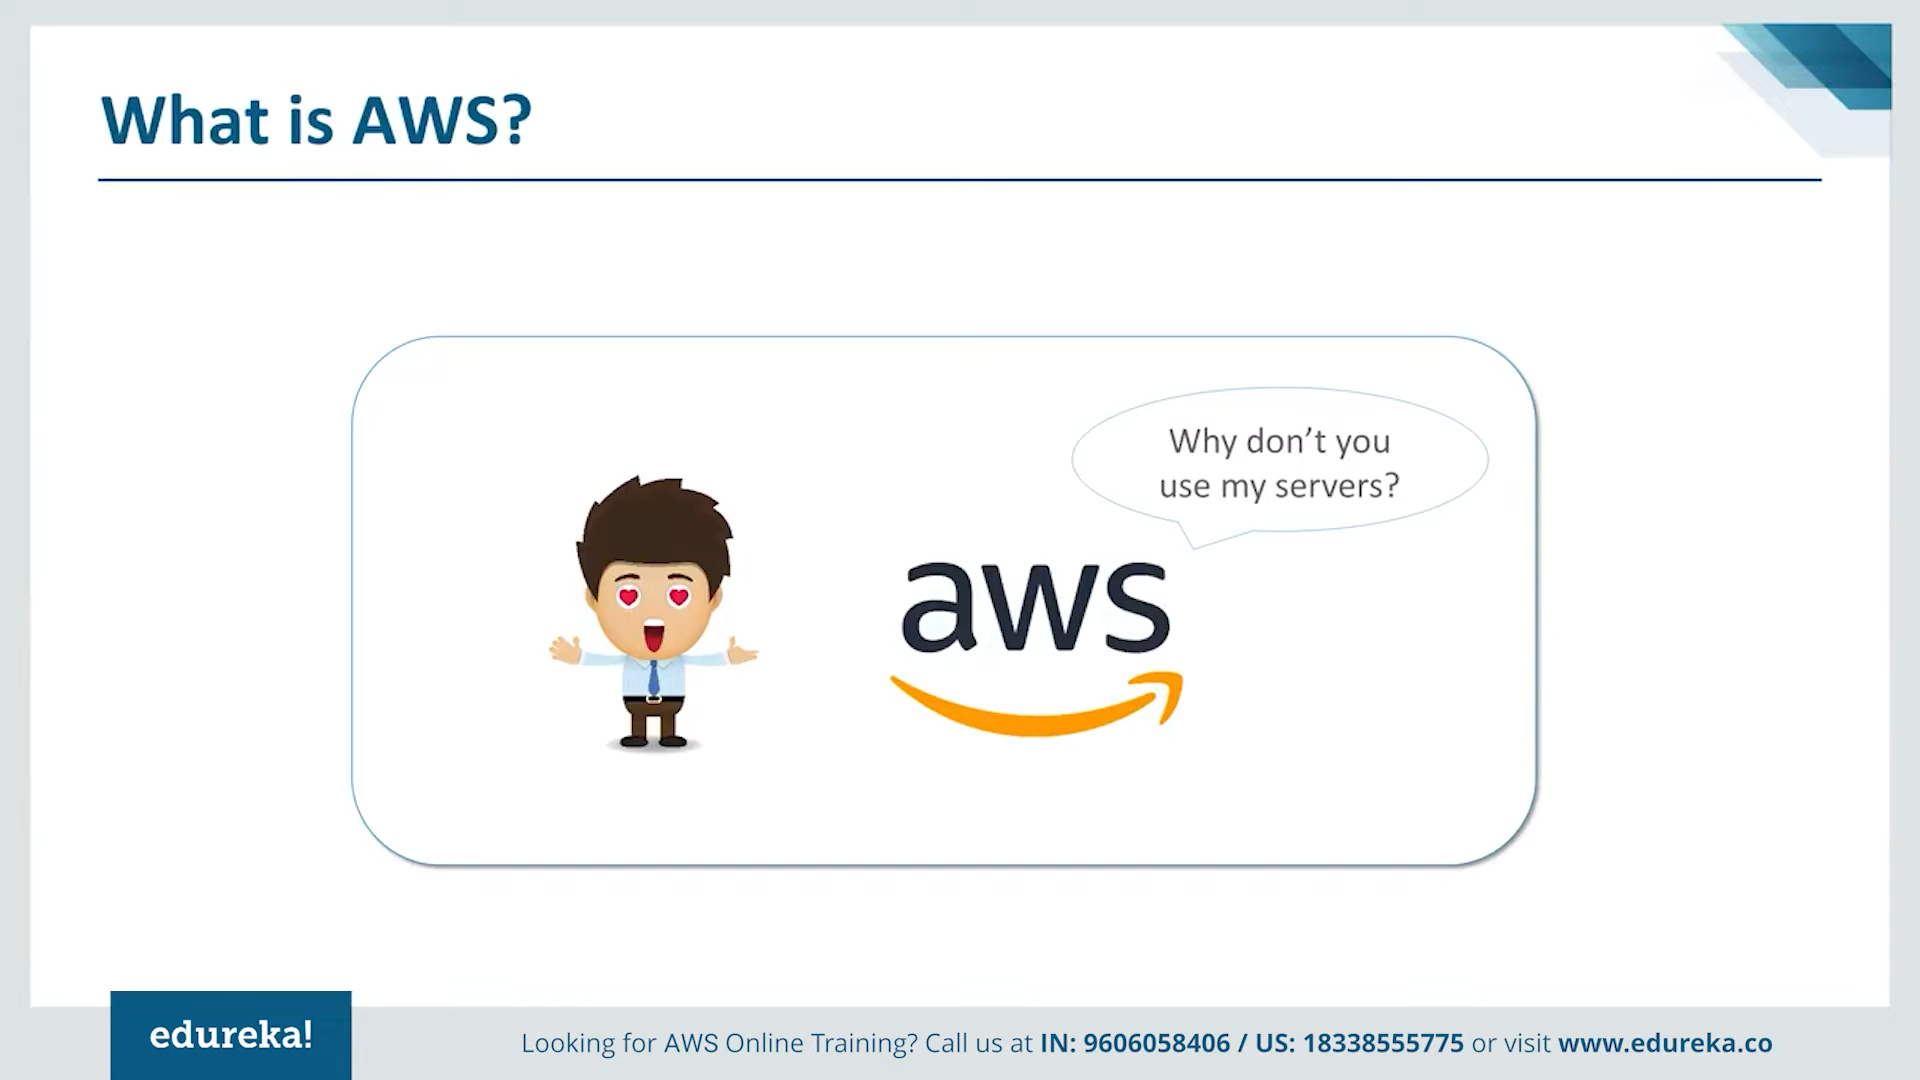 What is AWS?
Why don’t you
use my servers?
aws
edureka!
Looking for AWS Online Training? Call us at IN: 9606058406 / US: 18338555775 or visit www.edureka.co